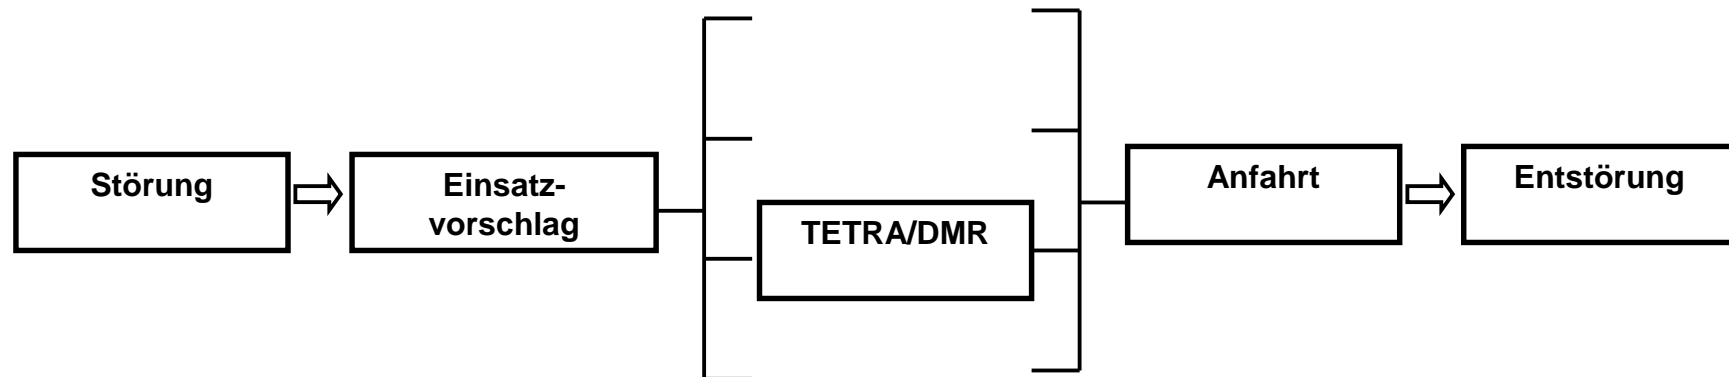 Störung
Einsatz-
vorschlag
TETRA/DMR
Anfahrt
Entstörung